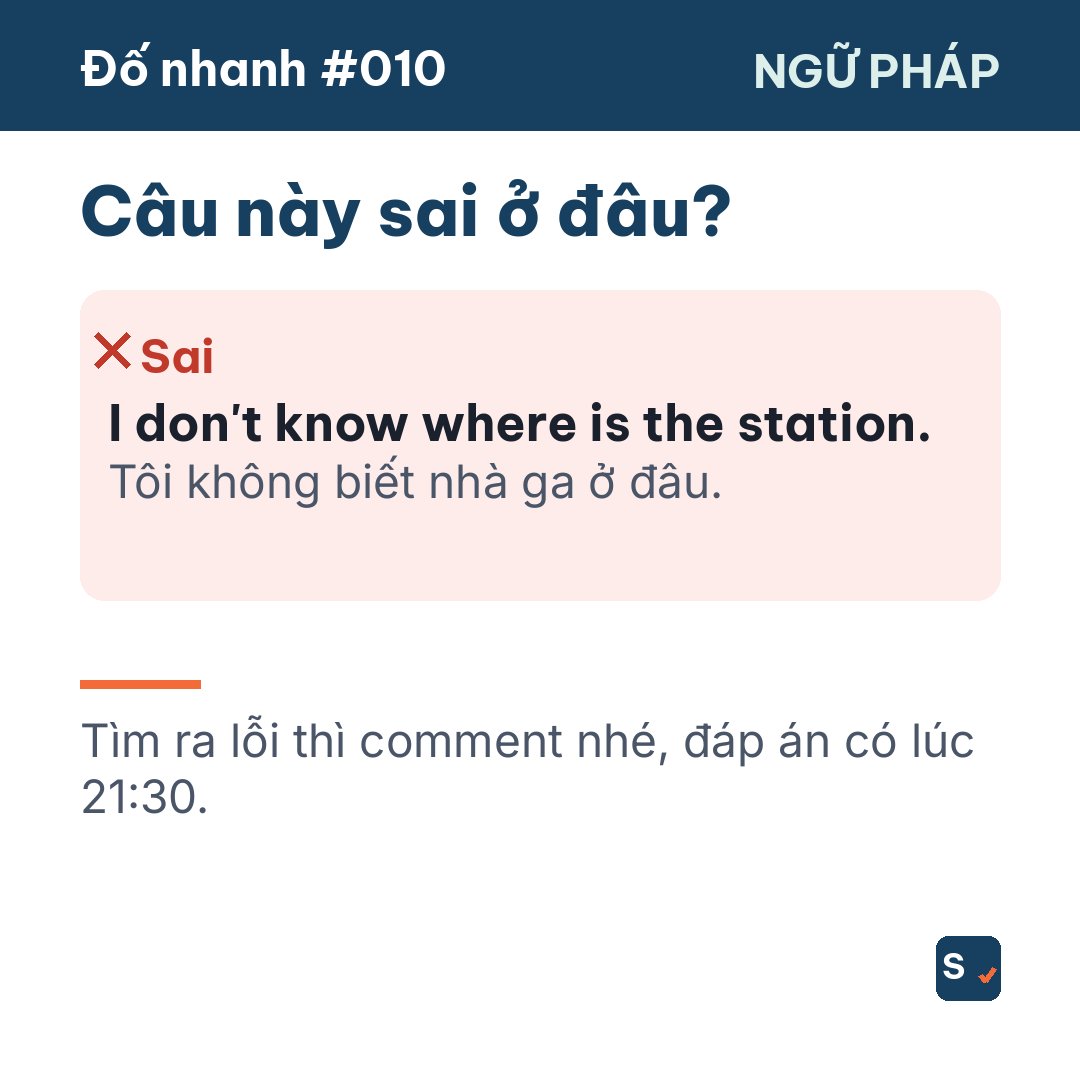 Đố nhanh #010
NGỮ PHÁP
Câu này sai ở đâu?
Sai
I don't know where is the station.
Tôi không biết nhà ga ở đâu.
Tìm ra lỗi thì comment nhé, đáp án có lúc
21:30.
S